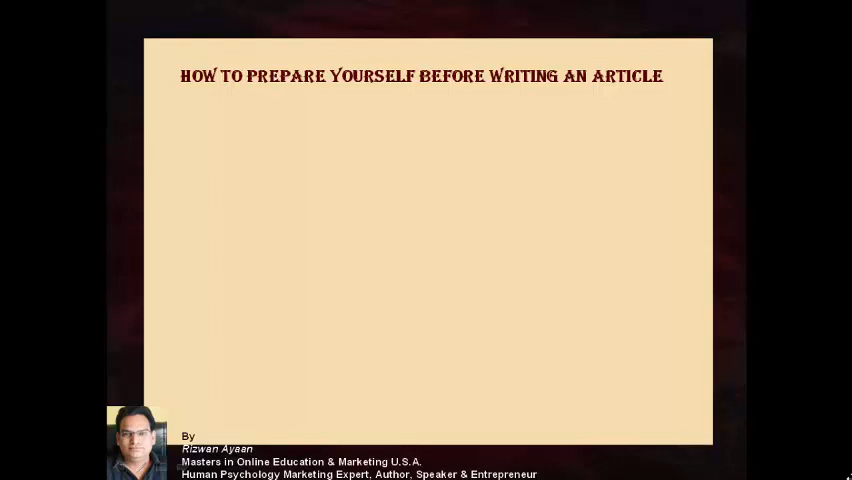 HOW TO PREPARE YOURSELF BEFORE WRITING AN ARTICLE
By
Rizwan Ayaan
Masters in Online Education & Marketing U.S.A,
Human Psychology Marketing Expert, Author, Speaker & Entrepreneur